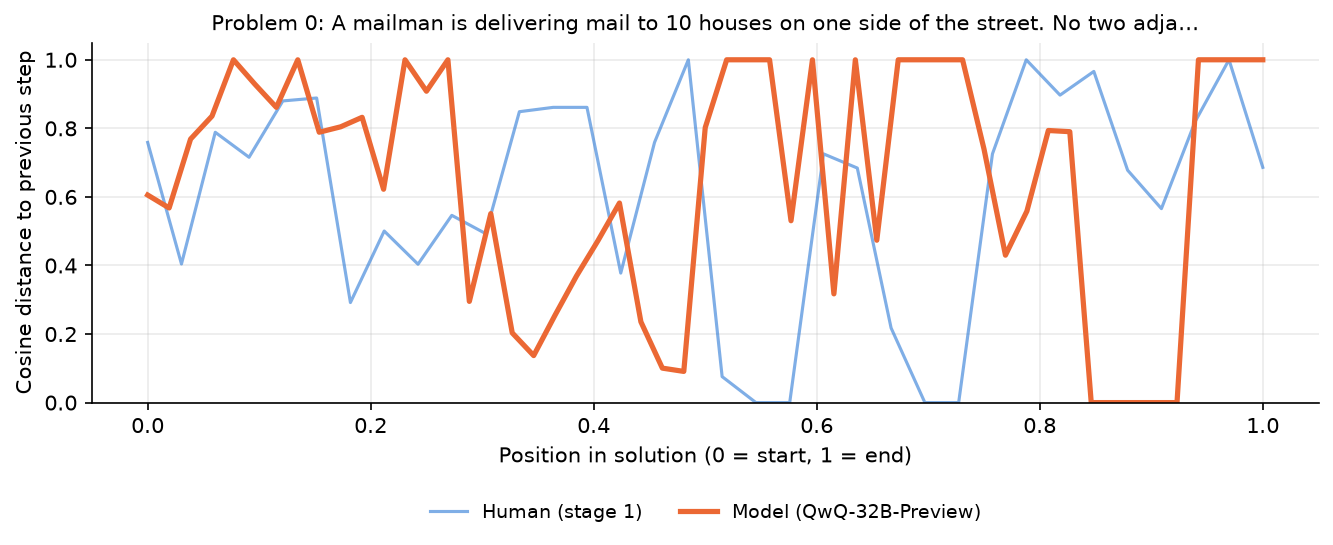 Problem 0: A mailman is delivering mail to 10 houses on one side of the street. No two adja...
Cosine distance to previous step
1.0
0.8
0.6
0.4
0.2
0.0
0.0 0.2 0.4 0.6 0.8 1.0
Position in solution (0 = start, 1 = end)
Human (stage 1) Model (QwQ-32B-Preview)